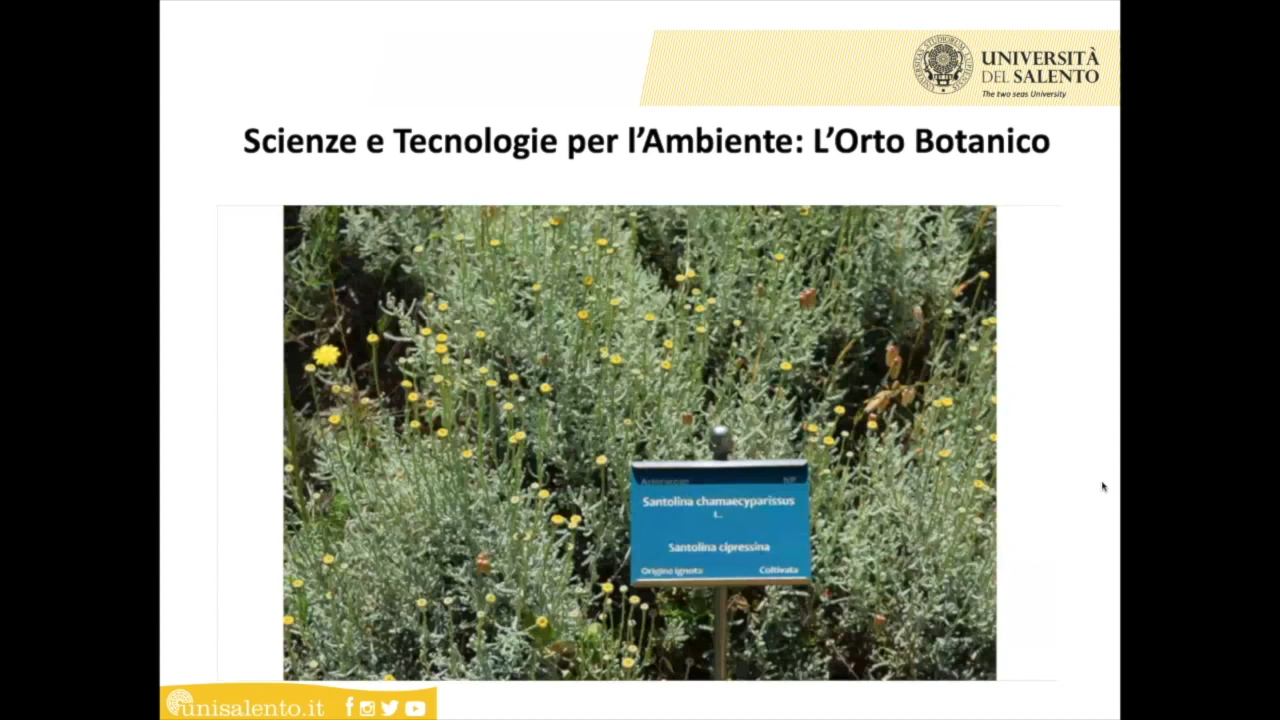 UNIVERSITÀ
DEL SALENTO
The two seas University
Scienze e Tecnologie per l'Ambiente: L'Orto Botanico
Santolina chamaecyparissus
L.
Santolina cipressina
Origine ignota Coltivata
unisalento.it